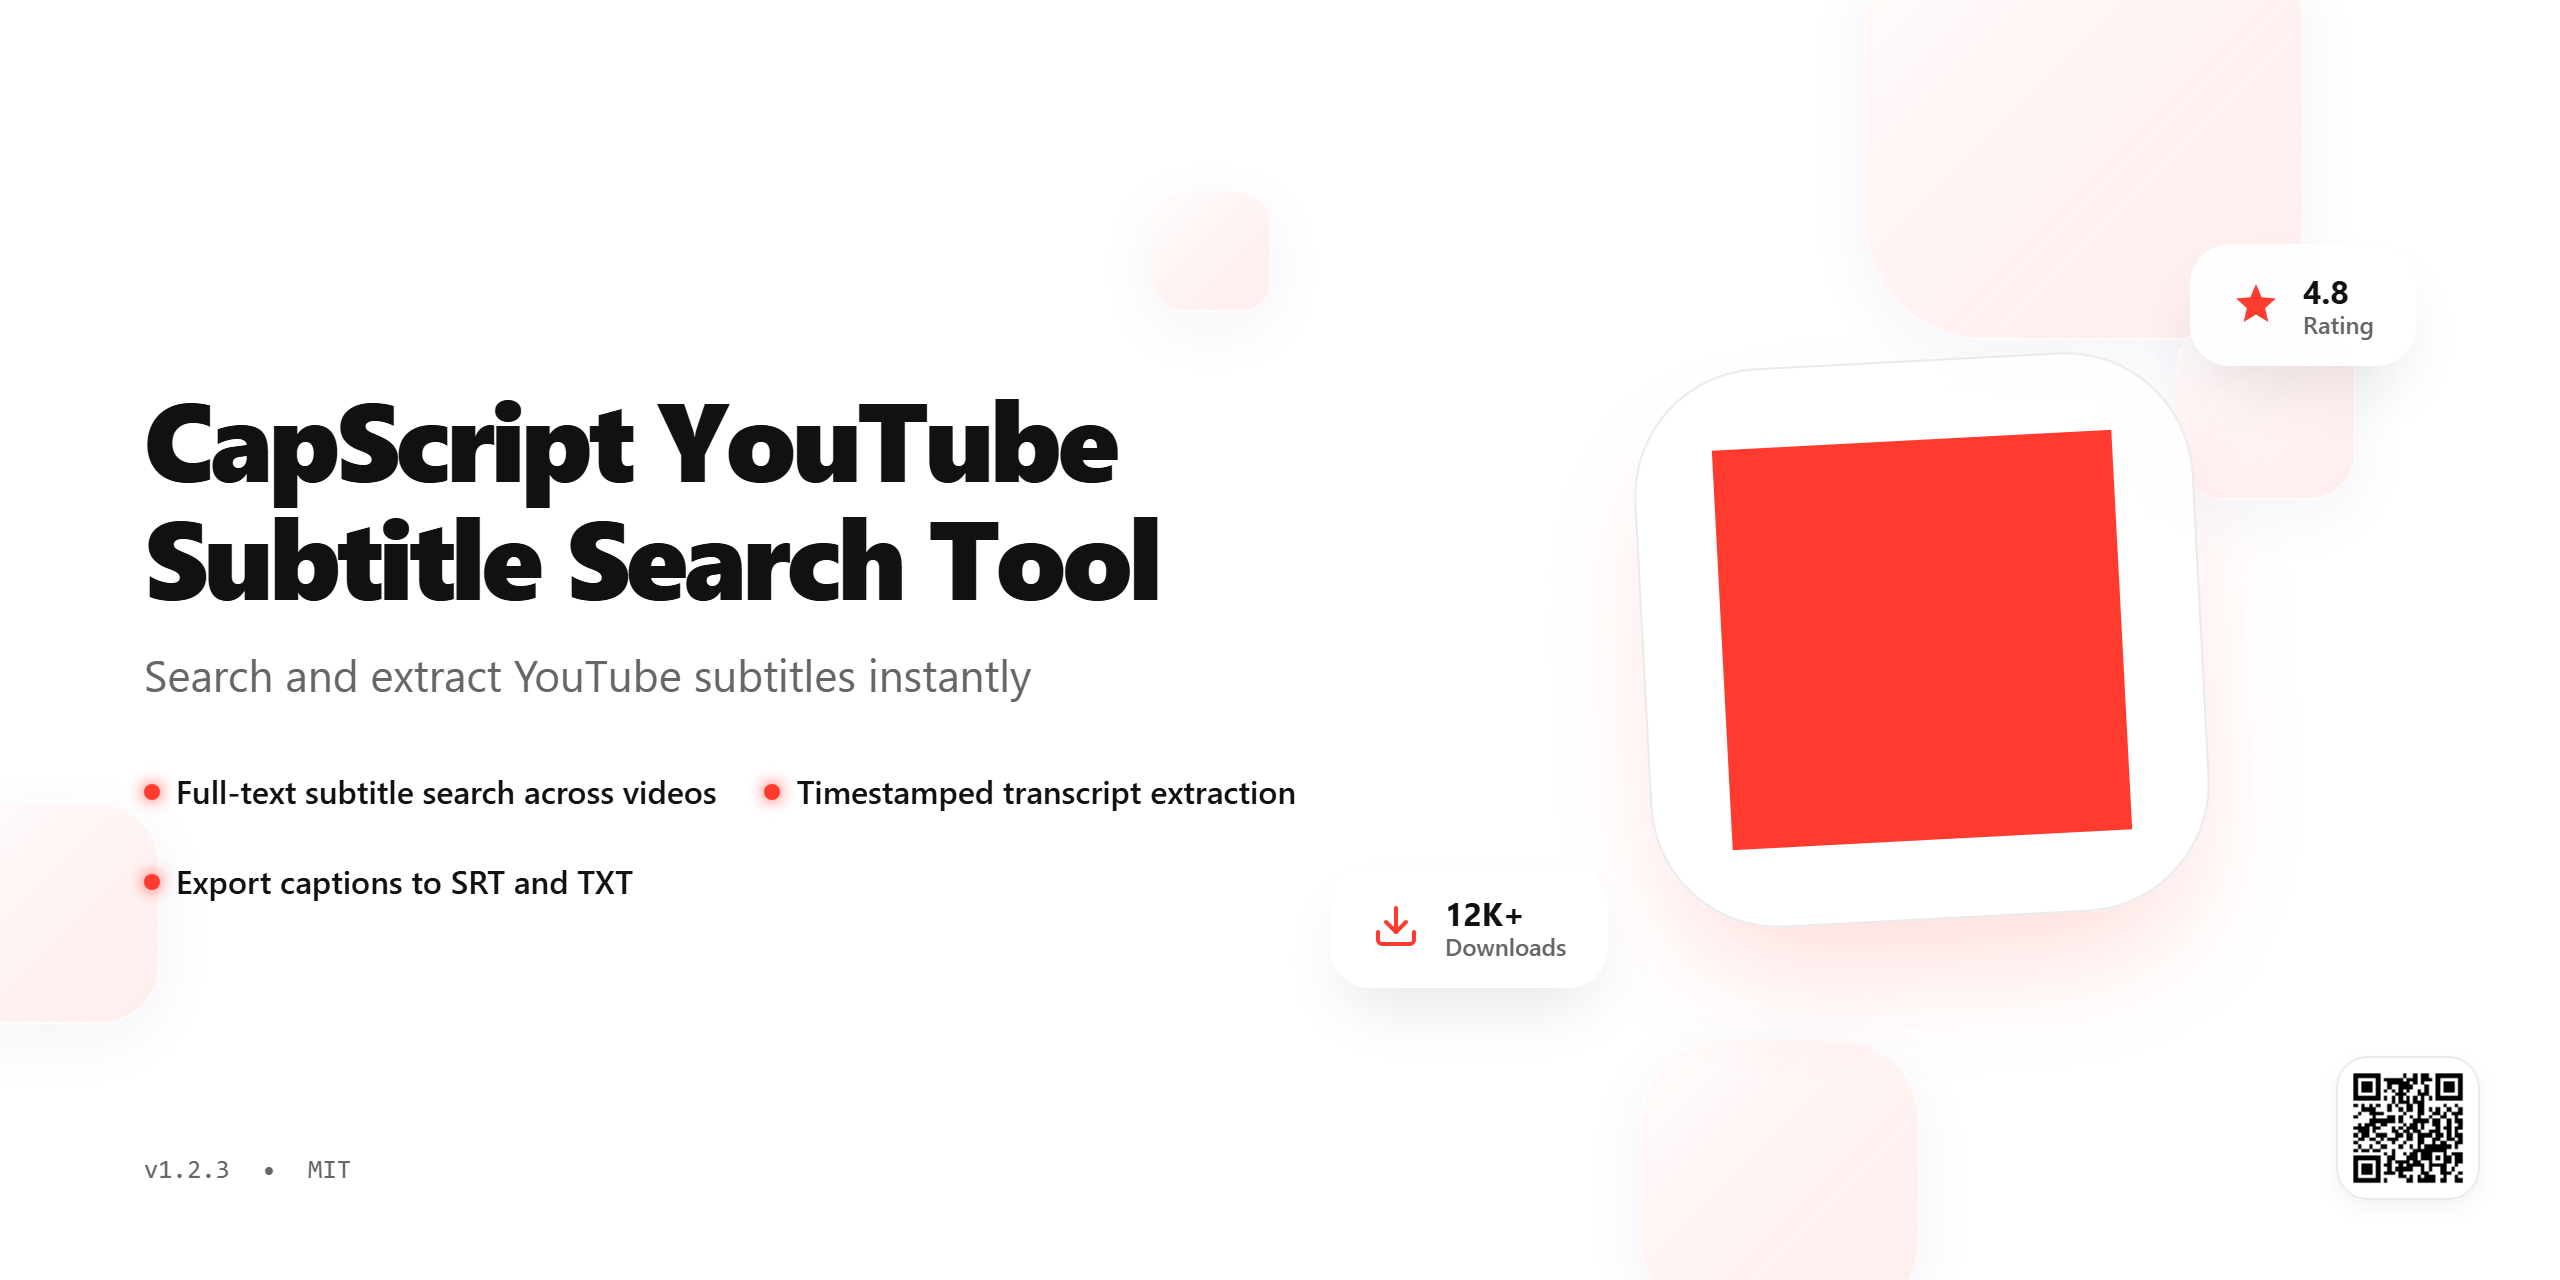 CapScript YouTube
Subtitle Search Tool
Search and extract YouTube subtitles instantly
Full-text subtitle search across videos
Timestamped transcript extraction
Export captions to SRT and TXT
4.8
Rating
12K+
Downloads
v1.2.3 • MIT